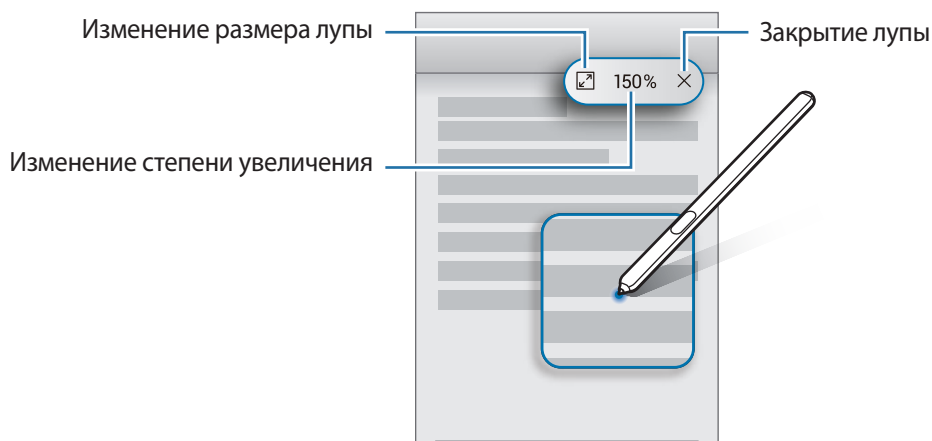 Изменение размера лупы
Закрытие лупы
150%
Изменение степени увеличения